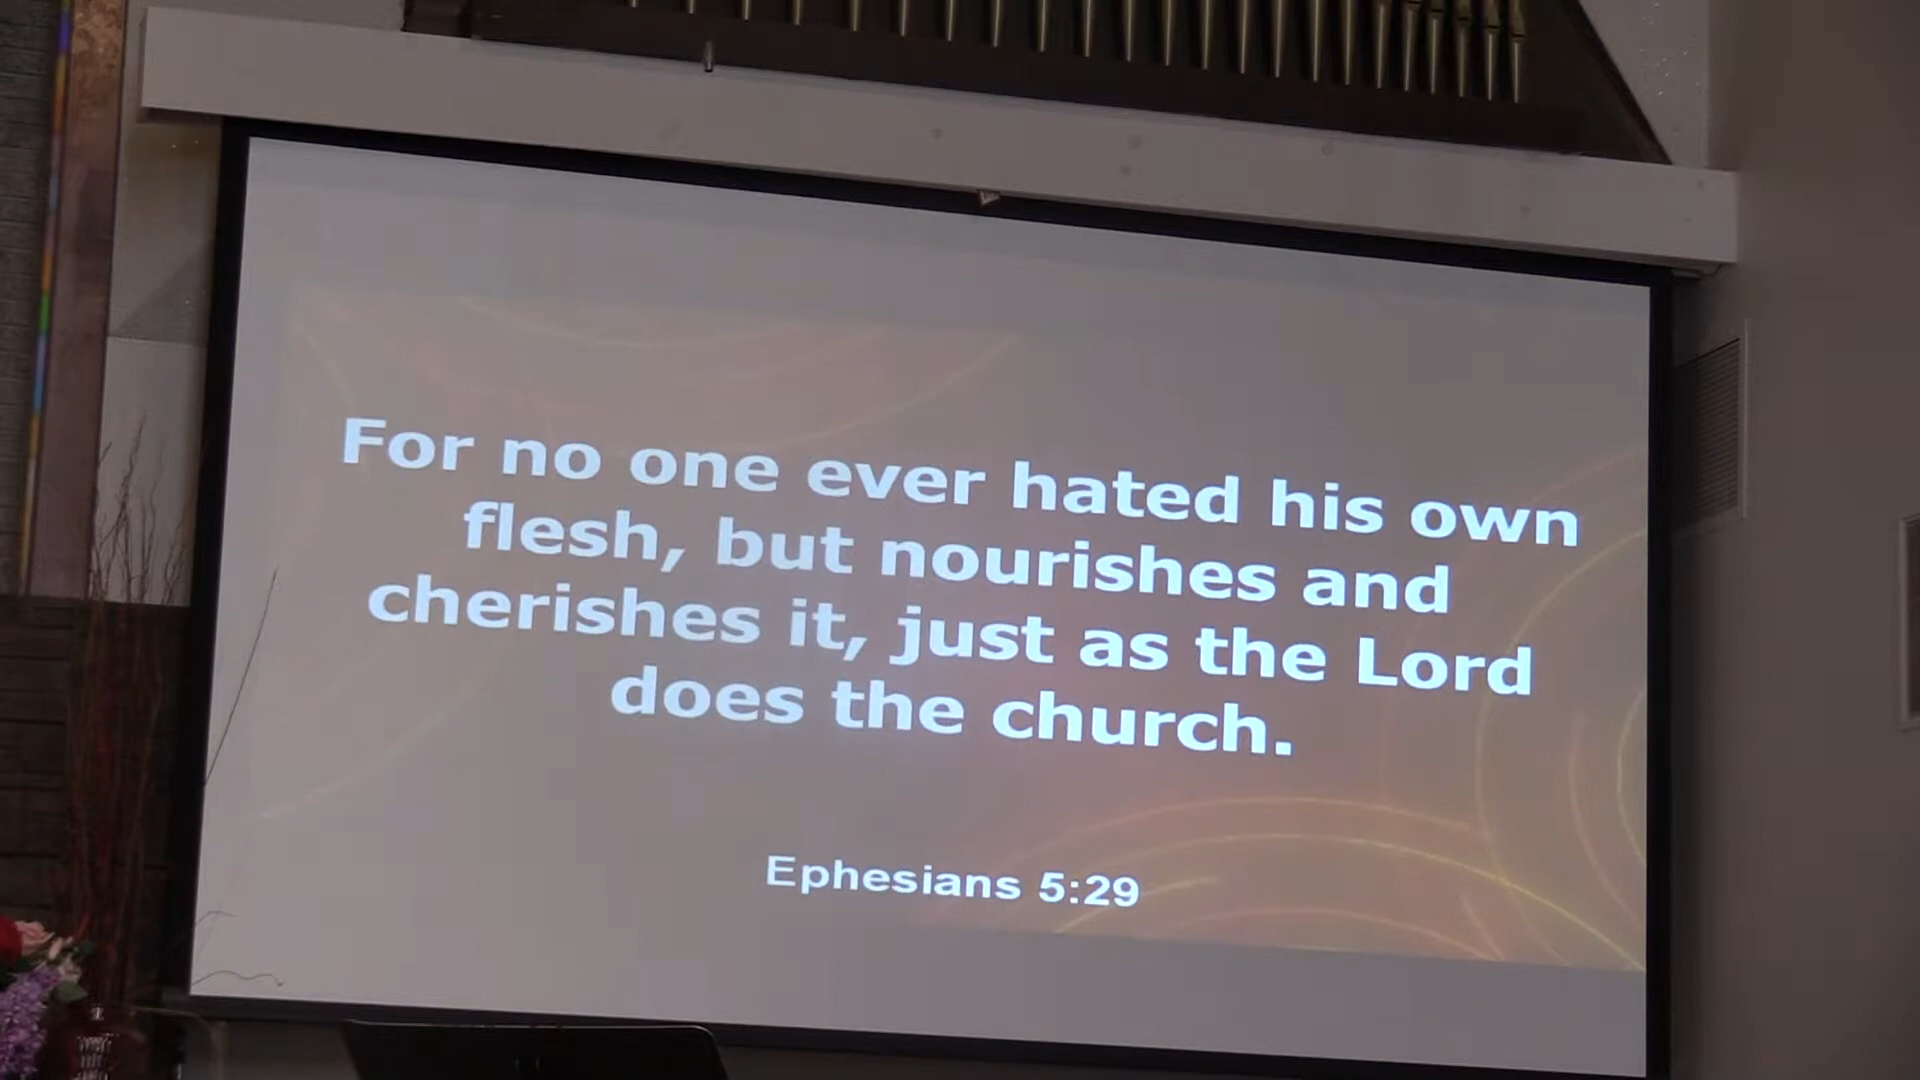 For no one ever hated his own
flesh, but nourishes and
cherishes it, just as the Lord
does the church.
Ephesians 5:29